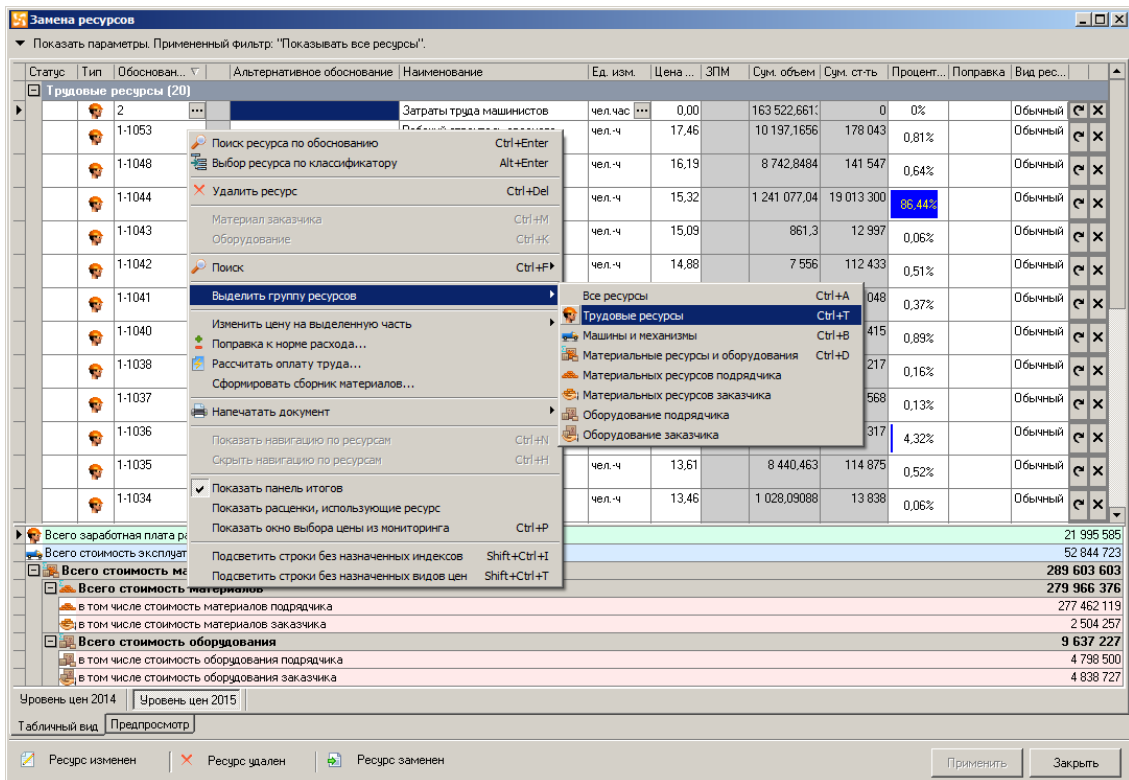 Замена ресурсов
Показать параметры. Примененный фильтр: "Показывать все ресурсы".
Статус Тип Обоснован... Альтернативное обоснование Наименование Ед. изм. Цена ... ЗПМ Сум. объем Сум. ст-ть Процент... Поправка Вид рес...
Трудовые ресурсы (20)
2 ... Затраты труда машинистов чел.час ... 0,00 163 522,661 0 0% Обычный
1-1053 чел.-ч 17,46 10 197,1656 178 043 0,81% Обычный
1-1048 чел.-ч 16,19 8 742,8484 141 547 0,64% Обычный
1-1044 чел.-ч 15,32 1 241 077,04 19 013 300 86,44% Обычный
1-1043 чел.-ч 15,09 861,3 12 997 0,06% Обычный
1-1042 чел.-ч 14,88 7 556 112 433 0,51% Обычный
1-1041 048 0,37% Обычный
1-1040 415 0,89% Обычный
1-1038 217 0,16% Обычный
1-1037 568 0,13% Обычный
1-1036 317 4,32% Обычный
1-1035 чел.-ч 13,61 8 440,463 114 875 0,52% Обычный
1-1034 чел.-ч 13,46 1 028,09088 13 838 0,06% Обычный
Поиск ресурса по обоснованию Ctrl+Enter
Выбор ресурса по классификатору Alt+Enter
Удалить ресурс Ctrl+Del
Материал заказчика Ctrl+M
Оборудование Ctrl+K
Поиск Ctrl+F
Выделить группу ресурсов
Изменить цену на выделенную часть
Поправка к норме расхода...
Рассчитать оплату труда...
Сформировать сборник материалов...
Напечатать документ
Показать навигацию по ресурсам Ctrl+N
Скрыть навигацию по ресурсам Ctrl+H
Показать панель итогов
Показать расценки, использующие ресурс
Показать окно выбора цены из мониторинга Ctrl+P
Подсветить строки без назначенных индексов Shift+Ctrl+I
Подсветить строки без назначенных видов цен Shift+Ctrl+T
Все ресурсы Ctrl+A
Трудовые ресурсы Ctrl+T
Машины и механизмы Ctrl+B
Материальные ресурсы и оборудования Ctrl+D
Материальных ресурсов подрядчика
Материальных ресурсов заказчика
Оборудование подрядчика
Оборудование заказчика
Всего заработная плата ра 21 995 585
Всего стоимость эксплуат 52 844 723
Всего стоимость ма 289 603 603
Всего стоимость материалов 279 966 376
в том числе стоимость материалов подрядчика 277 462 119
в том числе стоимость материалов заказчика 2 504 257
Всего стоимость оборудования 9 637 227
в том числе стоимость оборудования подрядчика 4 798 500
в том числе стоимость оборудования заказчика 4 838 727
Уровень цен 2014 Уровень цен 2015
Табличный вид Предпросмотр
Ресурс изменен Ресурс удален Ресурс заменен Применить Закрыть